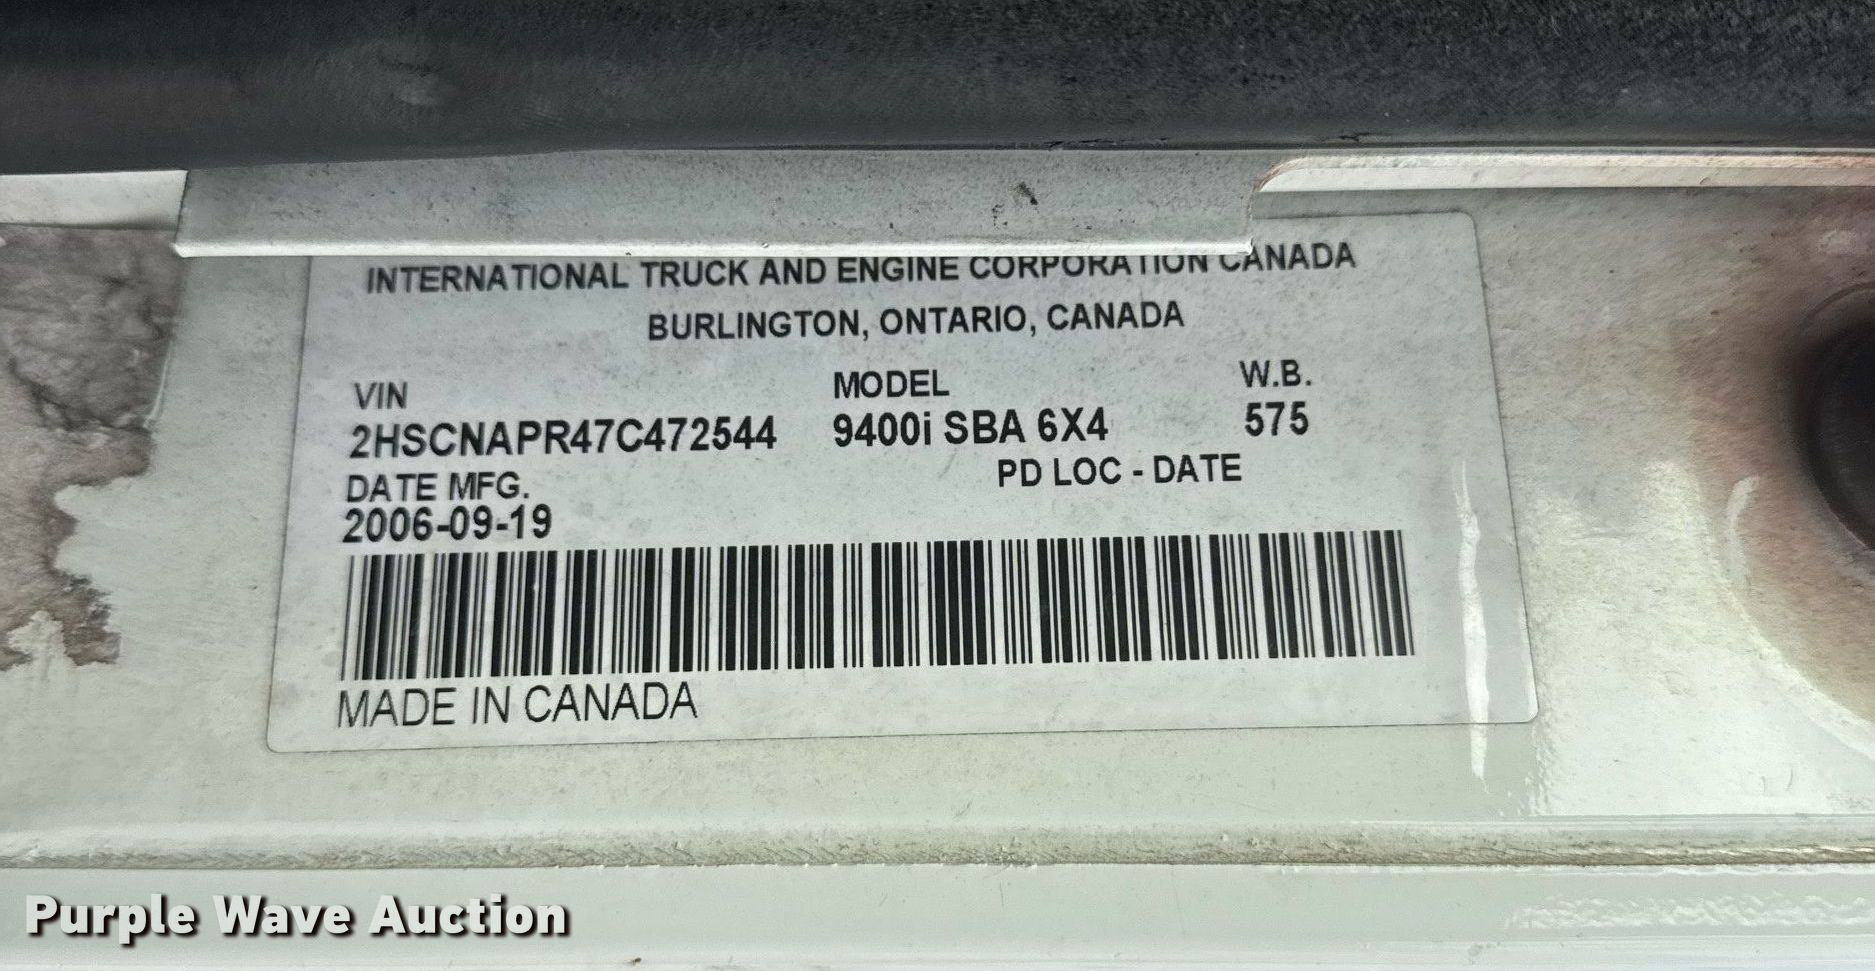 INTERNATIONAL TRUCK AND ENGINE CORPORATION CANADA
BURLINGTON, ONTARIO, CANADA
VIN MODEL W.B.
2HSCNAPR47C472544 9400i SBA 6X4 575
DATE MFG. PD LOC - DATE
2006-09-19
MADE IN CANADA
Purple Wave Auction